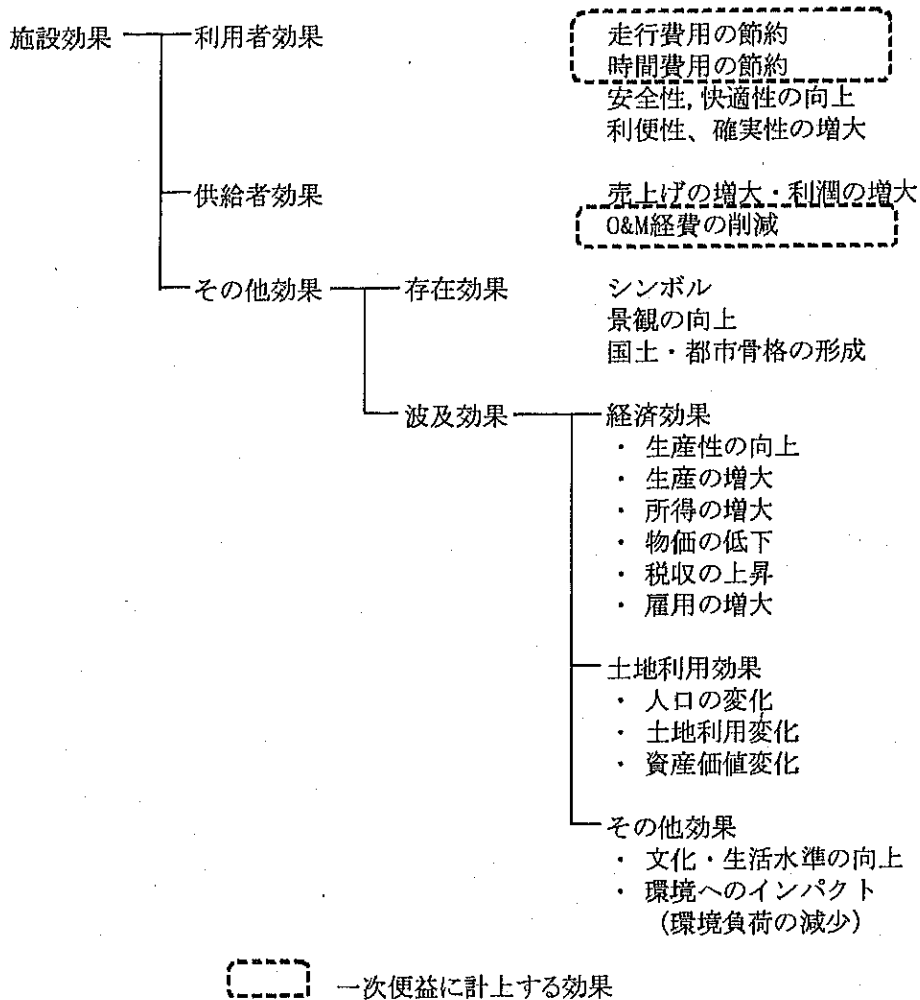 施設効果 利用者効果 走行費用の節約
時間費用の節約
安全性,快適性の向上
利便性、確実性の増大
供給者効果 売上げの増大・利潤の増大
O&M経費の削減
その他効果 存在効果 シンボル
景観の向上
国土・都市骨格の形成
波及効果 経済効果
・ 生産性の向上
・ 生産の増大
・ 所得の増大
・ 物価の低下
・ 税収の上昇
・ 雇用の増大
土地利用効果
・ 人口の変化
・ 土地利用変化
・ 資産価値変化
その他効果
・ 文化・生活水準の向上
・ 環境へのインパクト
(環境負荷の減少)
一次便益に計上する効果